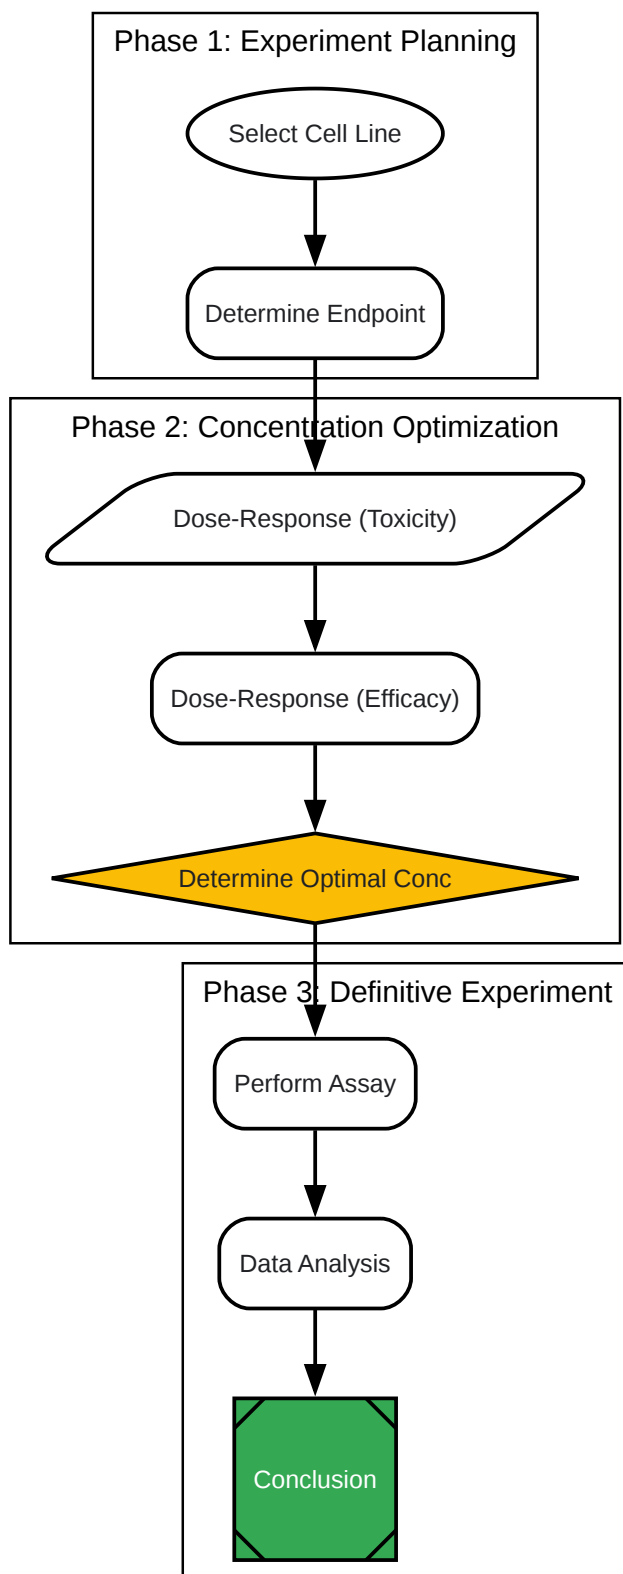 Phase 1: Experiment Planning
Select Cell Line
Determine Endpoint
Phase 2: Concentration Optimization
Dose-Response (Toxicity)
Dose-Response (Efficacy)
Determine Optimal Conc
Phase 3: Definitive Experiment
Perform Assay
Data Analysis
Conclusion